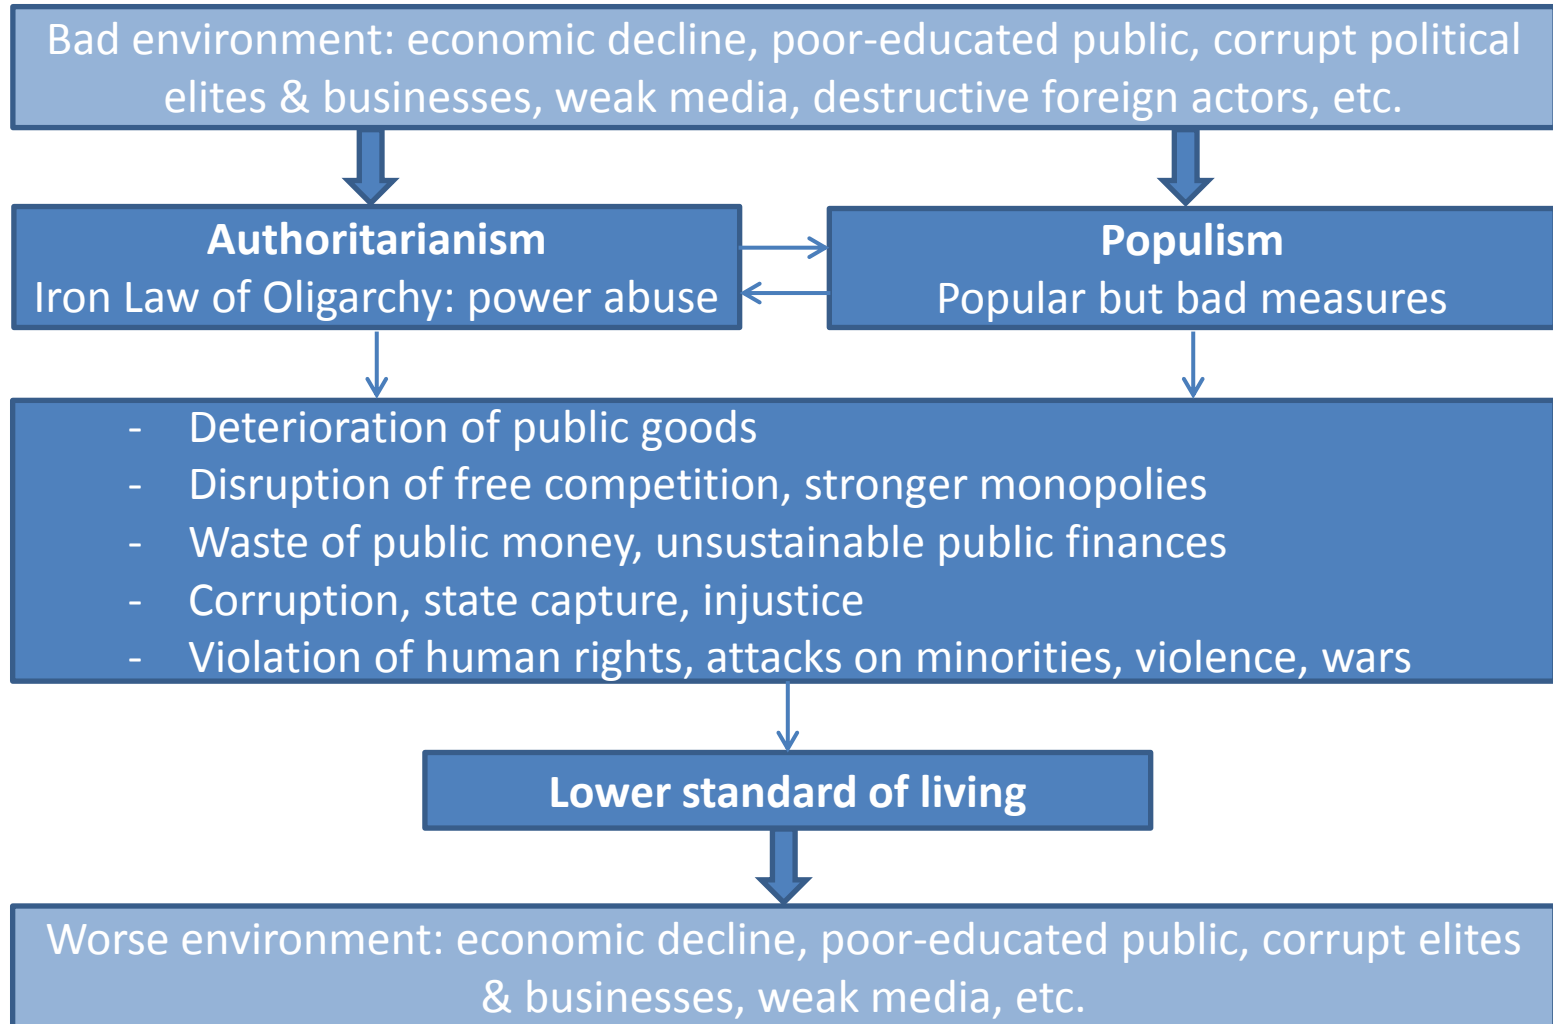 Bad environment: economic decline, poor-educated public, corrupt political
elites & businesses, weak media, destructive foreign actors, etc.
Authoritarianism
Iron Law of Oligarchy: power abuse
Populism
Popular but bad measures
- Deterioration of public goods
- Disruption of free competition, stronger monopolies
- Waste of public money, unsustainable public finances
- Corruption, state capture, injustice
- Violation of human rights, attacks on minorities, violence, wars
Lower standard of living
Worse environment: economic decline, poor-educated public, corrupt elites
& businesses, weak media, etc.